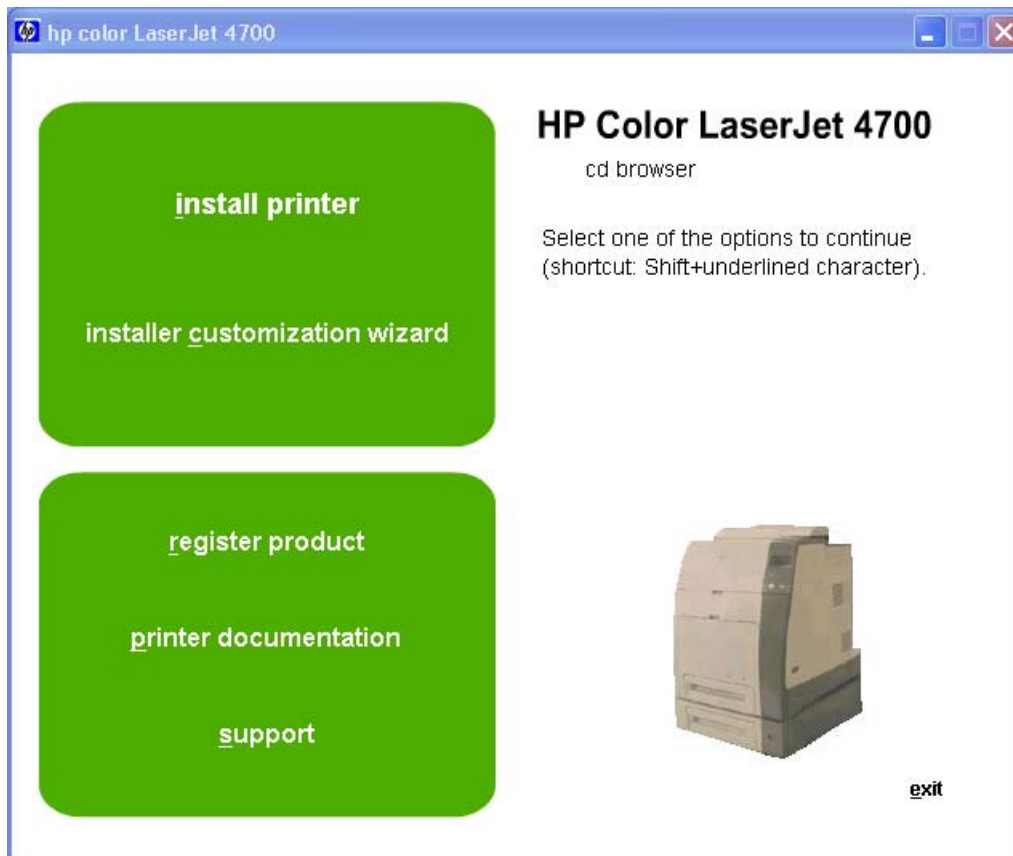 hp color LaserJet 4700
install printer
installer customization wizard
register product
printer documentation
support
HP Color LaserJet 4700
cd browser
Select one of the options to continue
(shortcut: Shift+underlined character).
exit